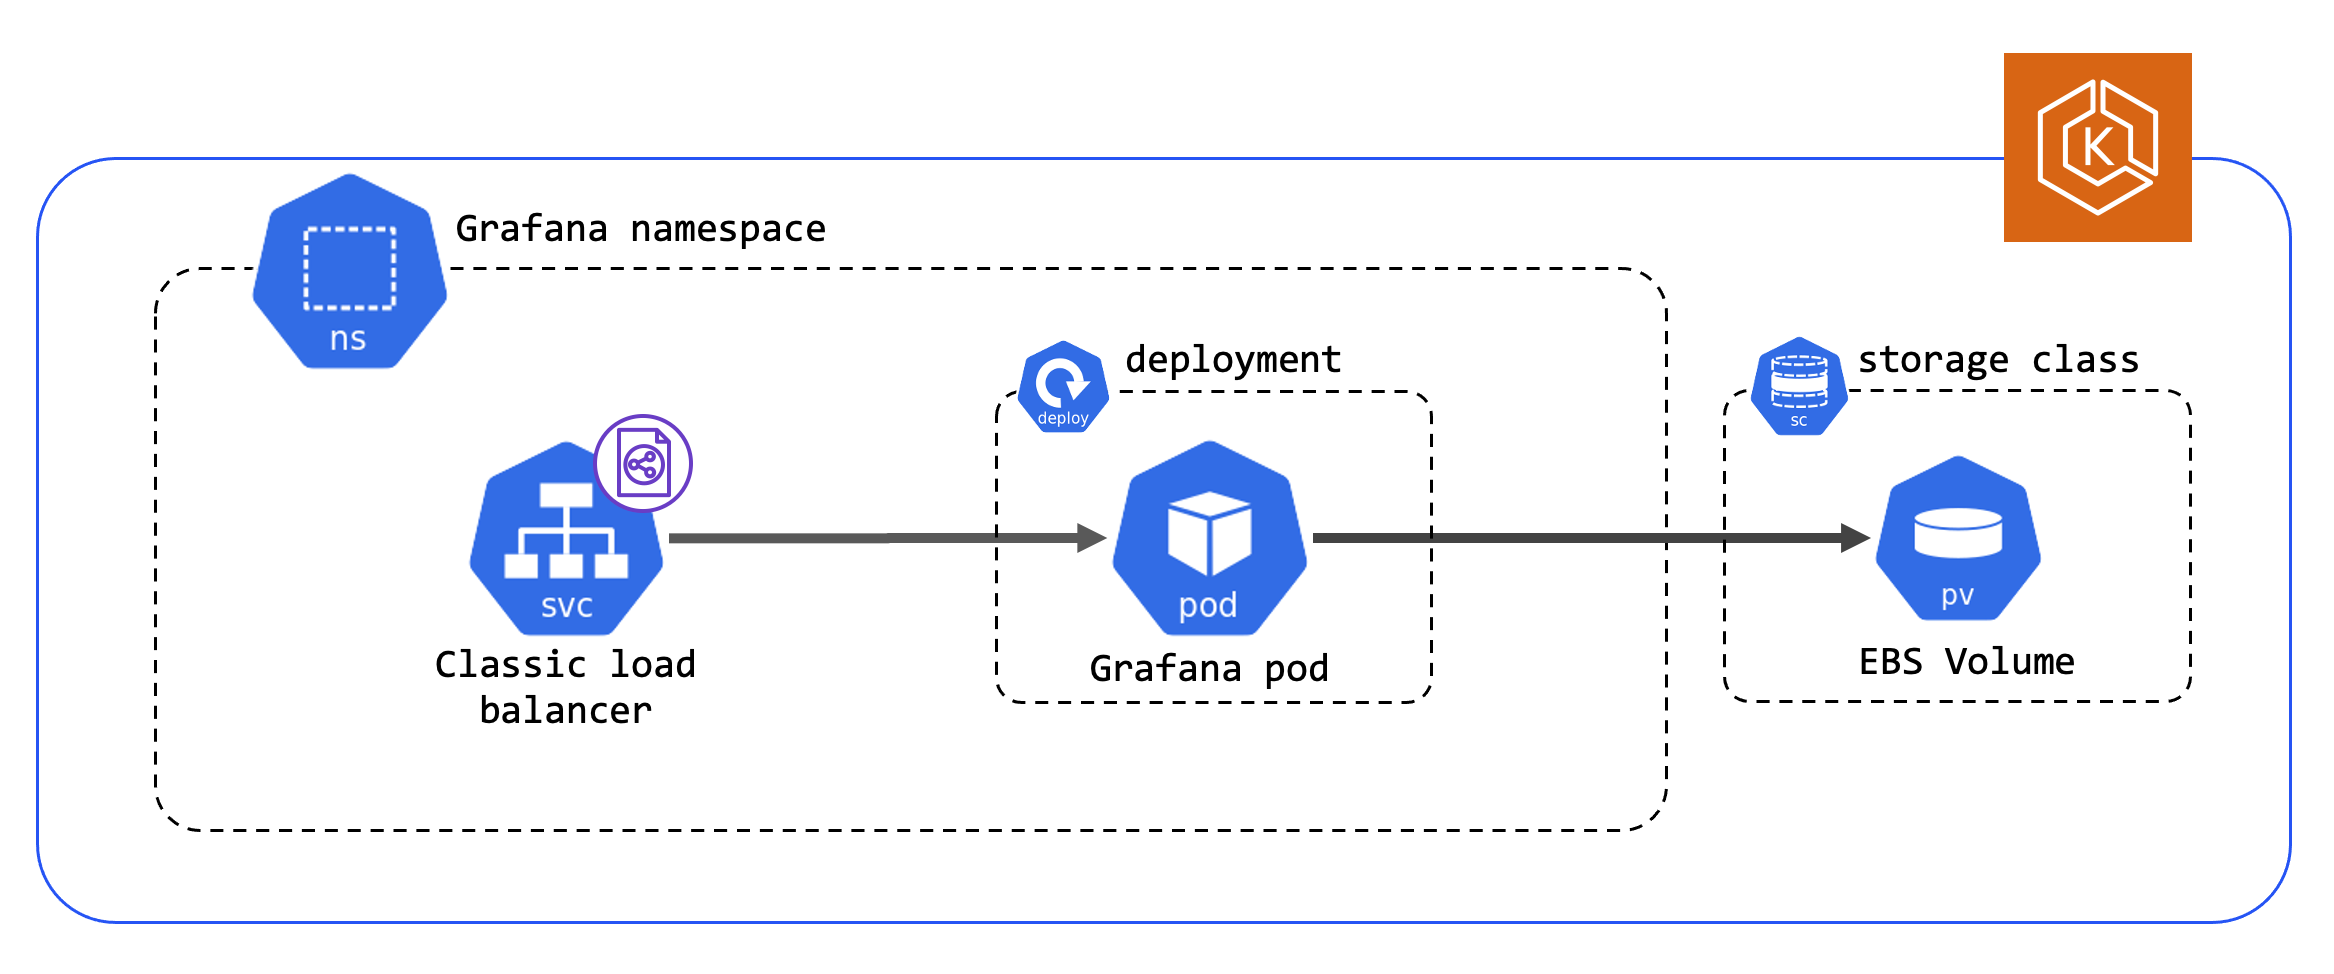 K
Grafana namespace
ns
deployment
deploy
storage class
sc
svc
Classic load
balancer
pod
Grafana pod
pv
EBS Volume